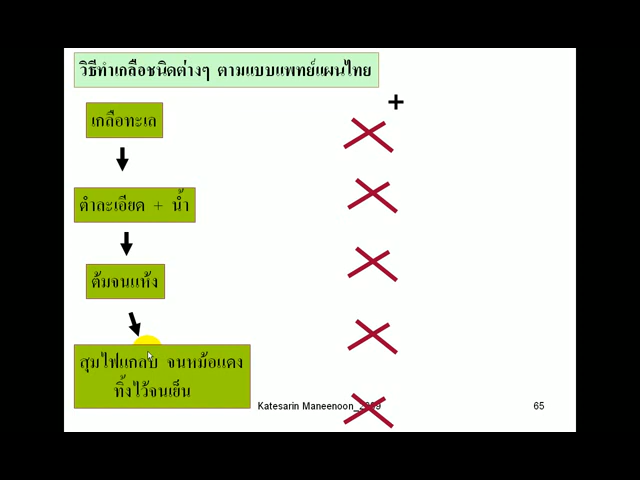 วิธีทำเกลือชนิดต่างๆ ตามแบบแพทย์แผนไทย
เกลือทะเล
ตำละเอียด + น้ำ
ต้มจนแห้ง
สุมไฟแกลบ จนหม้อแดง
ทิ้งไว้จนเย็น
+
Katesarin Maneenoon_2009
65